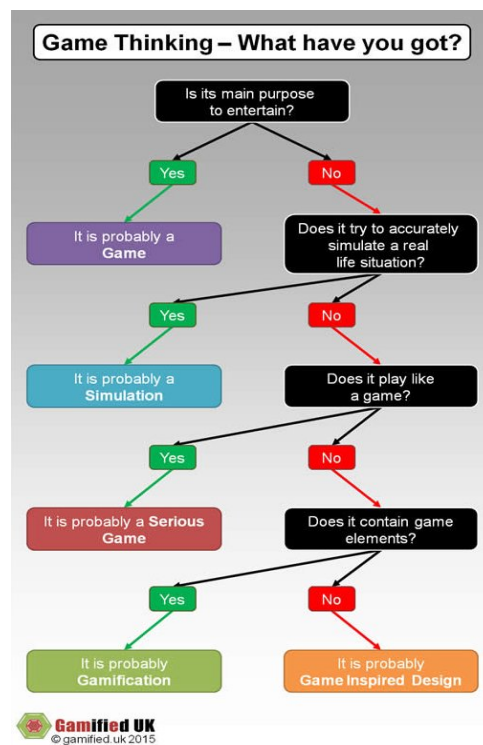 Game Thinking – What have you got?
Is its main purpose
to entertain?
Yes
No
It is probably a
Game
Does it try to accurately
simulate a real
life situation?
Yes
No
It is probably a
Simulation
Does it play like
a game?
Yes
No
It is probably a Serious
Game
Does it contain game
elements?
Yes
No
It is probably
Gamification
It is probably
Game Inspired Design
Gamified UK
© gamified.uk 2015